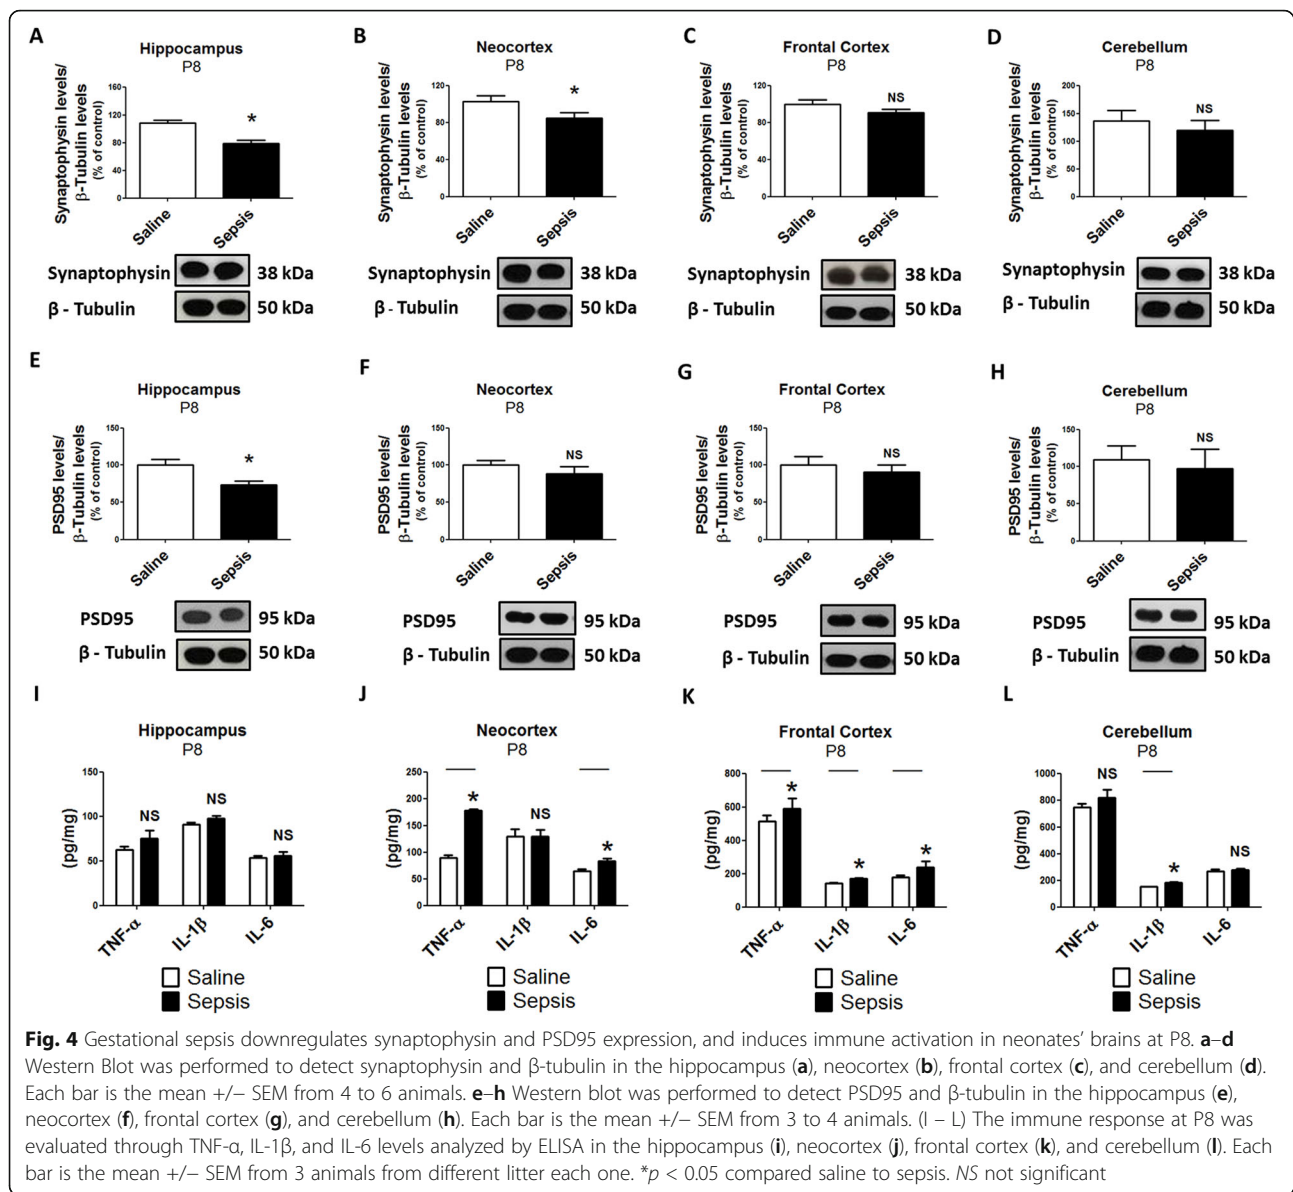 A
Hippocampus
P8
Synaptophysin levels/
β-Tubulin levels
(% of control)
160
120
80
40
0
*
Saline
Sepsis
Synaptophysin
38 kDa
β - Tubulin
50 kDa
B
Neocortex
P8
Synaptophysin levels/
β-Tubulin levels
(% of control)
120
100
80
60
40
20
0
*
Saline
Sepsis
Synaptophysin
38 kDa
β - Tubulin
50 kDa
C
Frontal Cortex
P8
Synaptophysin levels/
β-Tubulin levels
(% of control)
120
100
80
60
40
20
0
NS
Saline
Sepsis
Synaptophysin
38 kDa
β - Tubulin
50 kDa
D
Cerebellum
P8
Synaptophysin levels/
β-Tubulin levels
(% of control)
200
150
100
50
0
NS
Saline
Sepsis
Synaptophysin
38 kDa
β - Tubulin
50 kDa
E
Hippocampus
P8
PSD95 levels/
β-Tubulin levels
(% of control)
150
100
50
0
*
Saline
Sepsis
PSD95
95 kDa
β - Tubulin
50 kDa
F
Neocortex
P8
PSD95 levels/
β-Tubulin levels
(% of control)
150
100
50
0
NS
Saline
Sepsis
PSD95
95 kDa
β - Tubulin
50 kDa
G
Frontal Cortex
P8
PSD95 levels/
β-Tubulin levels
(% of control)
150
100
50
0
NS
Saline
Sepsis
PSD95
95 kDa
β - Tubulin
50 kDa
H
Cerebellum
P8
PSD95 levels/
β-Tubulin levels
(% of control)
150
100
50
0
NS
Saline
Sepsis
PSD95
95 kDa
β - Tubulin
50 kDa
I
Hippocampus
P8
(pg/mg)
150
100
50
0
NS
NS
NS
TNF-α
IL-1β
IL-6
Saline
Sepsis
J
Neocortex
P8
(pg/mg)
250
200
150
100
50
0
*
NS
*
TNF-α
IL-1β
IL-6
Saline
Sepsis
K
Frontal Cortex
P8
(pg/mg)
800
600
400
200
0
*
*
*
TNF-α
IL-1β
IL-6
Saline
Sepsis
L
Cerebellum
P8
(pg/mg)
1000
800
600
400
200
0
NS
*
NS
TNF-α
IL-1β
IL-6
Saline
Sepsis
Fig. 4 Gestational sepsis downregulates synaptophysin and PSD95 expression, and induces immune activation in neonates’ brains at P8. a–d
Western Blot was performed to detect synaptophysin and β-tubulin in the hippocampus (a), neocortex (b), frontal cortex (c), and cerebellum (d).
Each bar is the mean +/− SEM from 4 to 6 animals. e–h Western blot was performed to detect PSD95 and β-tubulin in the hippocampus (e),
neocortex (f), frontal cortex (g), and cerebellum (h). Each bar is the mean +/− SEM from 3 to 4 animals. (I – L) The immune response at P8 was
evaluated through TNF-α, IL-1β, and IL-6 levels analyzed by ELISA in the hippocampus (i), neocortex (j), frontal cortex (k), and cerebellum (l). Each
bar is the mean +/− SEM from 3 animals from different litter each one. *p < 0.05 compared saline to sepsis. NS not significant